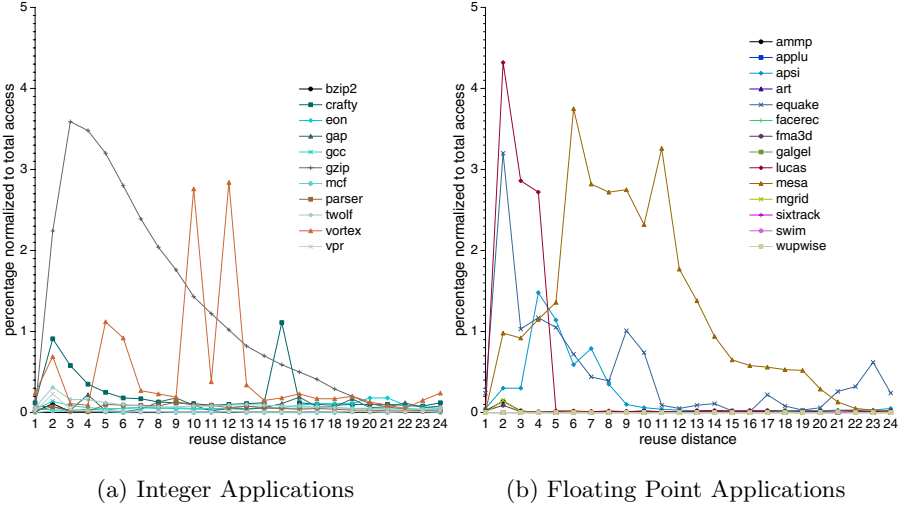 5
4
3
2
1
0
percentage normalized to total access
1 2 3 4 5 6 7 8 9 10 11 12 13 14 15 16 17 18 19 20 21 22 23 24
reuse distance
bzip2
crafty
eon
gap
gcc
gzip
mcf
parser
twolf
vortex
vpr
(a) Integer Applications
5
4
3
2
1
0
percentage normalized to total access
1 2 3 4 5 6 7 8 9 10 11 12 13 14 15 16 17 18 19 20 21 22 23 24
reuse distance
ammp
applu
apsi
art
equake
facerec
fma3d
galgel
lucas
mesa
mgrid
sixtrack
swim
wupwise
(b) Floating Point Applications